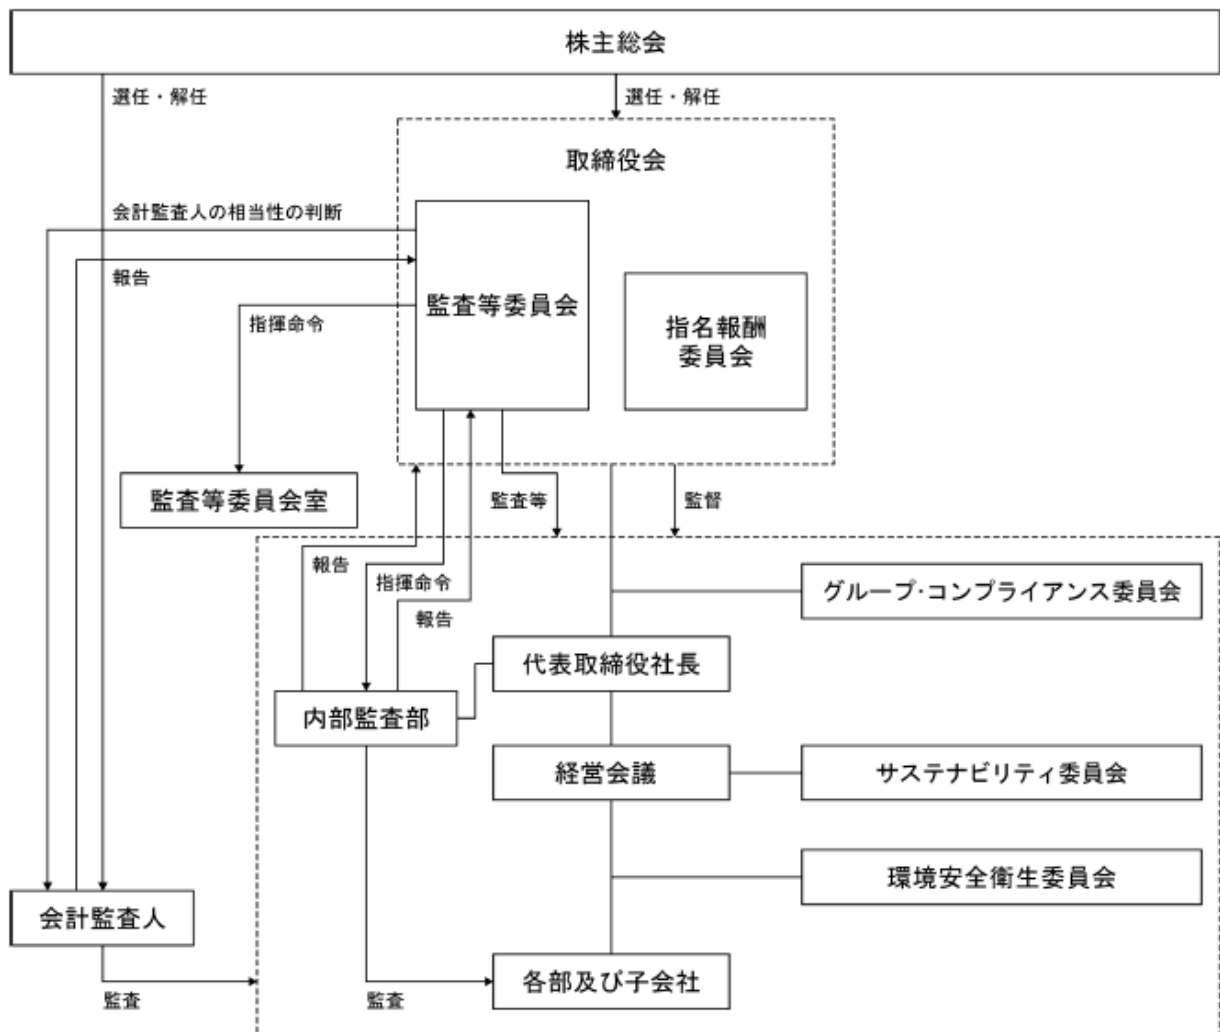 株主総会
選任・解任
選任・解任
取締役会
会計監査人の相当性の判断
報告
監査等委員会
指揮命令
指名報酬
委員会
監査等委員会室
監査等
監督
報告
指揮命令
報告
グループ･コンプライアンス委員会
代表取締役社長
内部監査部
経営会議
サステナビリティ委員会
環境安全衛生委員会
会計監査人
各部及び子会社
監査
監査